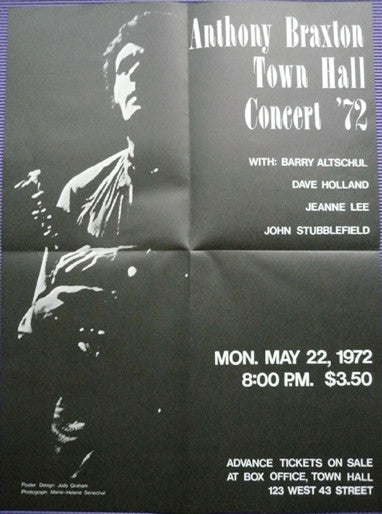 Anthony Braxton
Town Hall
Concert '72
WITH: BARRY ALTSCHUL
DAVE HOLLAND
JEANNE LEE
JOHN STUBBLEFIELD
MON. MAY 22, 1972
8:00 P.M. $3.50
ADVANCE TICKETS ON SALE
AT BOX OFFICE, TOWN HALL
123 WEST 43 STREET
Poster Design: Judy Graham
Photograph: Marie-Helene Senechal